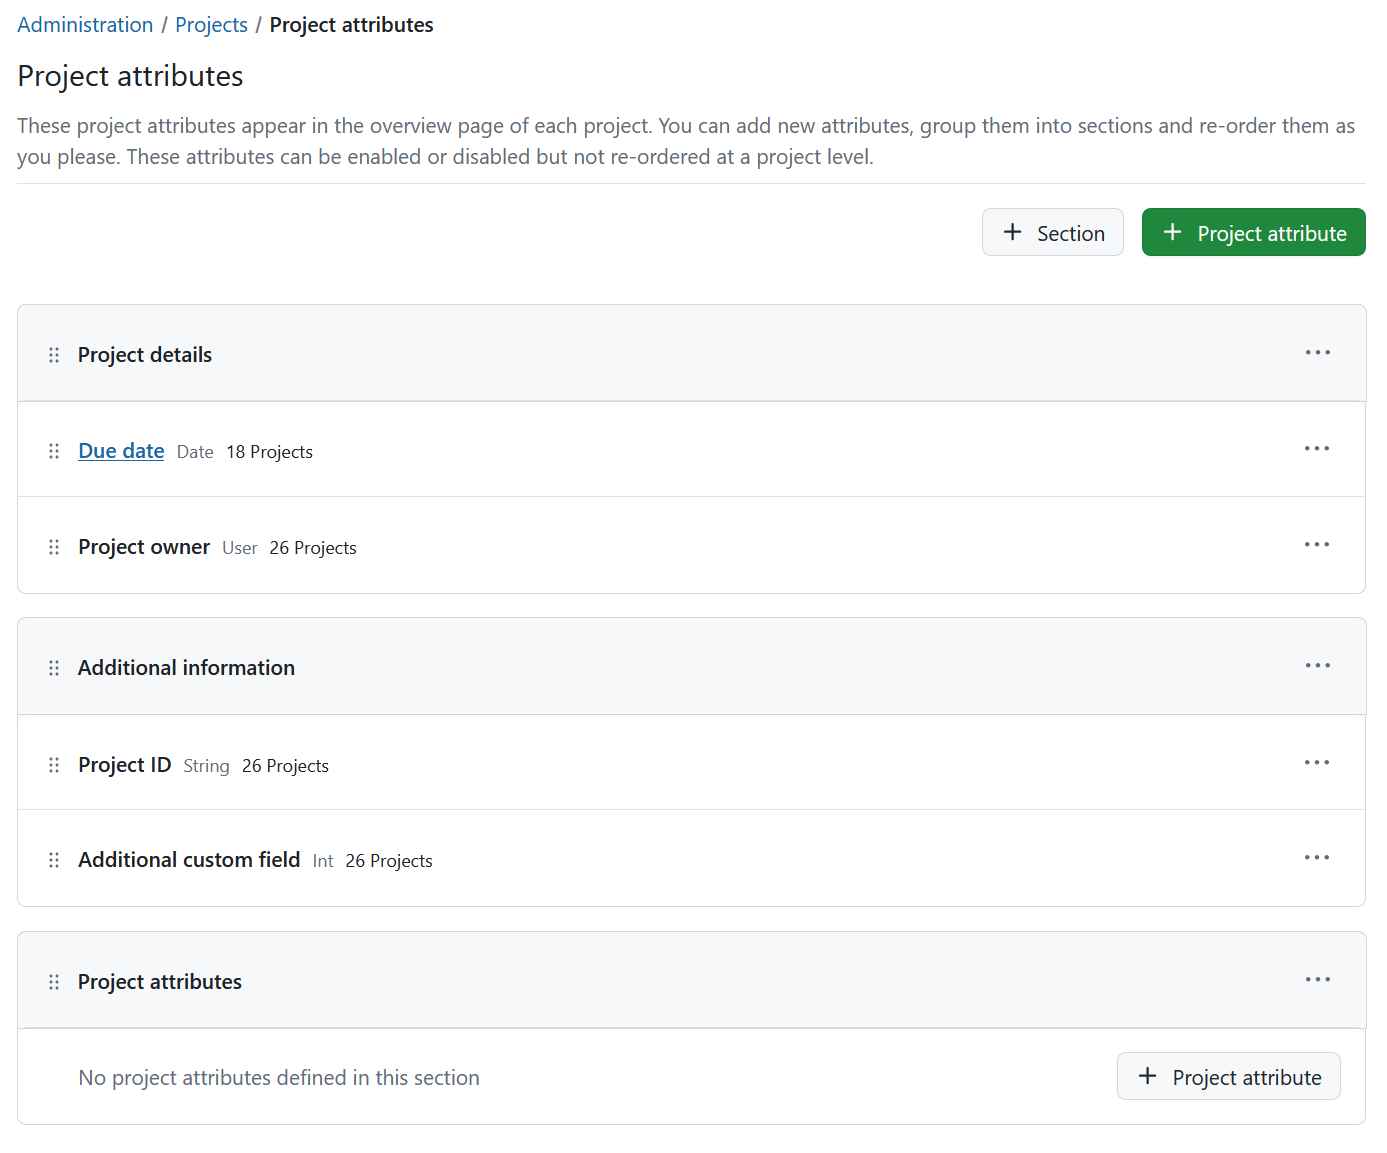 Administration / Projects / Project attributes
Project attributes
These project attributes appear in the overview page of each project. You can add new attributes, group them into sections and re-order them as
you please. These attributes can be enabled or disabled but not re-ordered at a project level.
+ Section + Project attribute
Project details
Due date Date 18 Projects
Project owner User 26 Projects
Additional information
Project ID String 26 Projects
Additional custom field Int 26 Projects
Project attributes
No project attributes defined in this section + Project attribute